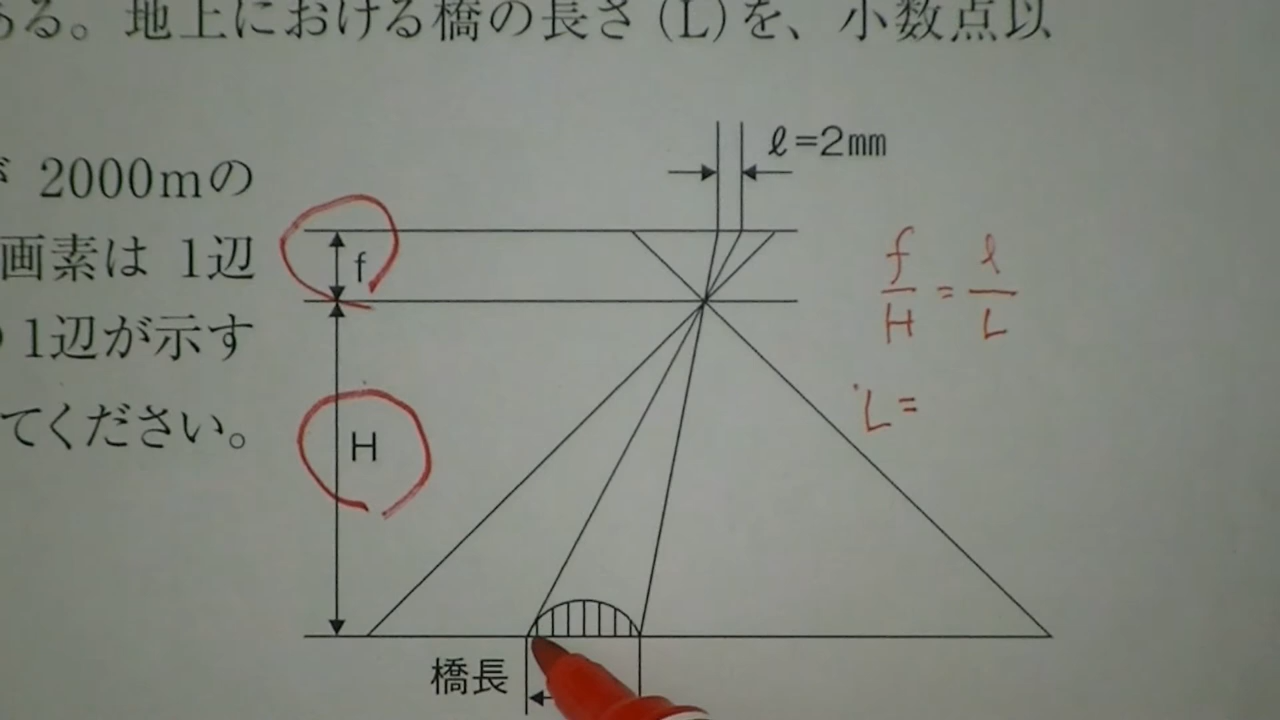 ある。地上における橋の長さ(L)を、小数点以
2000mの
画素は 1辺
1辺が示す
てください。
ℓ=2mm
f
H
橋長
f/H = ℓ/L
L=